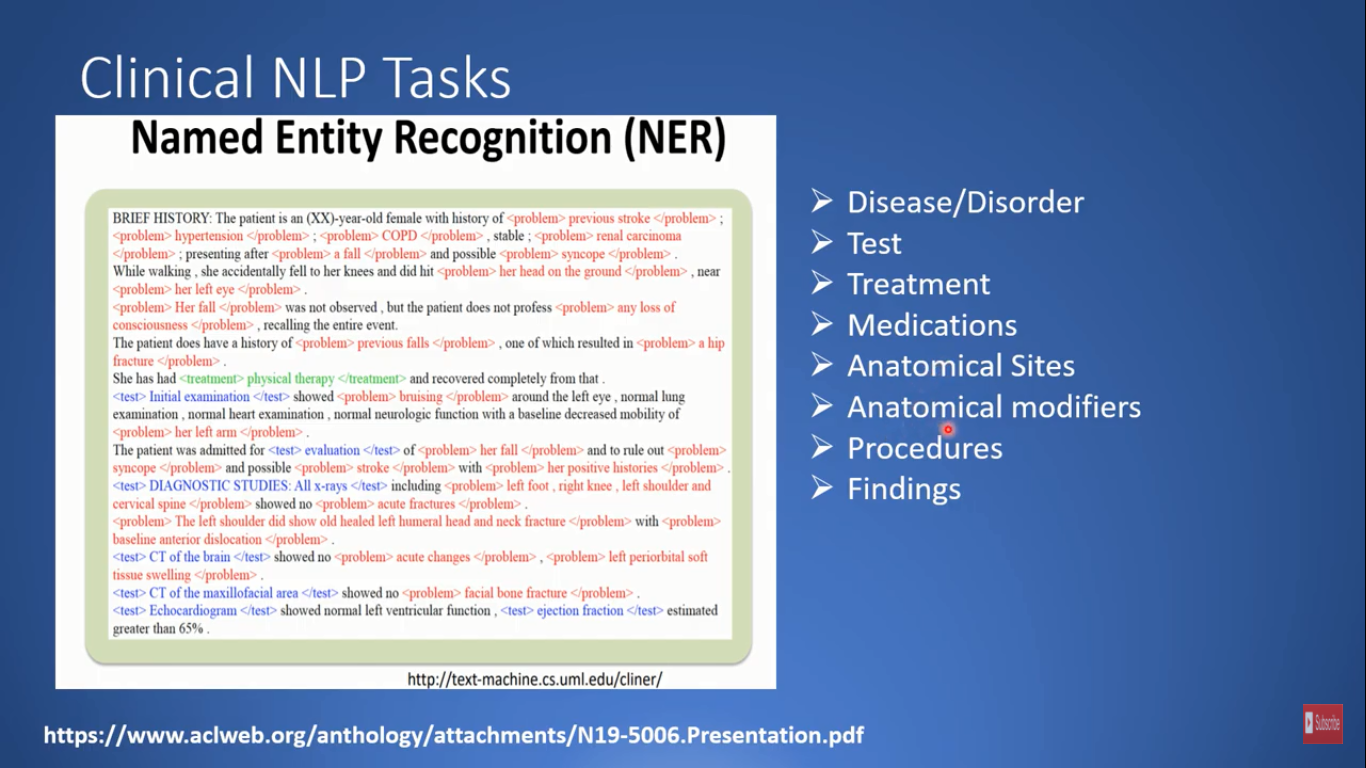 Clinical NLP Tasks
Named Entity Recognition (NER)
BRIEF HISTORY: The patient is an (XX)-year-old female with history of <problem> previous stroke </problem> ;
<problem> hypertension </problem> ; <problem> COPD </problem> , stable ; <problem> renal carcinoma
</problem> ; presenting after <problem> a fall </problem> and possible <problem> syncope </problem> .
While walking , she accidentally fell to her knees and did hit <problem> her head on the ground </problem> , near
<problem> her left eye </problem> .
<problem> Her fall </problem> was not observed , but the patient does not profess <problem> any loss of
consciousness </problem> , recalling the entire event.
The patient does have a history of <problem> previous falls </problem> , one of which resulted in <problem> a hip
fracture </problem> .
She has had <treatment> physical therapy </treatment> and recovered completely from that .
<test> Initial examination </test> showed <problem> bruising </problem> around the left eye , normal lung
examination , normal heart examination , normal neurologic function with a baseline decreased mobility of
<problem> her left arm </problem> .
The patient was admitted for <test> evaluation </test> of <problem> her fall </problem> and to rule out <problem>
syncope </problem> and possible <problem> stroke </problem> with <problem> her positive histories </problem> .
<test> DIAGNOSTIC STUDIES: All x-rays </test> including <problem> left foot , right knee , left shoulder and
cervical spine </problem> showed no <problem> acute fractures </problem> .
<problem> The left shoulder did show old healed left humeral head and neck fracture </problem> with <problem>
baseline anterior dislocation </problem> .
<test> CT of the brain </test> showed no <problem> acute changes </problem> , <problem> left periorbital soft
tissue swelling </problem> .
<test> CT of the maxillofacial area </test> showed no <problem> facial bone fracture </problem> .
<test> Echocardiogram </test> showed normal left ventricular function , <test> ejection fraction </test> estimated
greater than 65% .
http://text-machine.cs.uml.edu/cliner/
Disease/Disorder
Test
Treatment
Medications
Anatomical Sites
Anatomical modifiers
Procedures
Findings
https://www.aclweb.org/anthology/attachments/N19-5006.Presentation.pdf
Subscribe